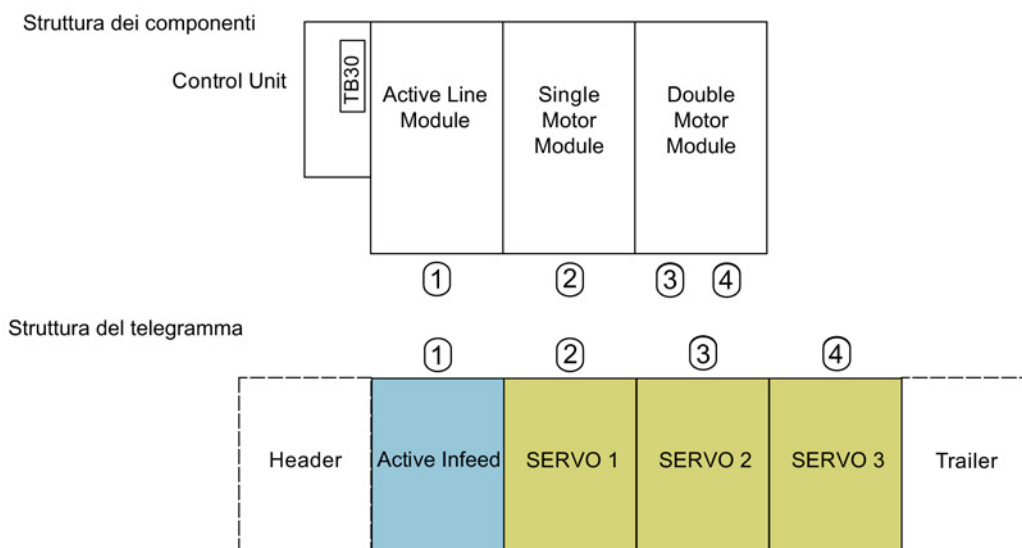 Struttura dei componenti
Control Unit
TB30
Active Line
Module
Single
Motor
Module
Double
Motor
Module
1
2
3
4
Struttura del telegramma
1
2
3
4
Header
Active Infeed
SERVO 1
SERVO 2
SERVO 3
Trailer